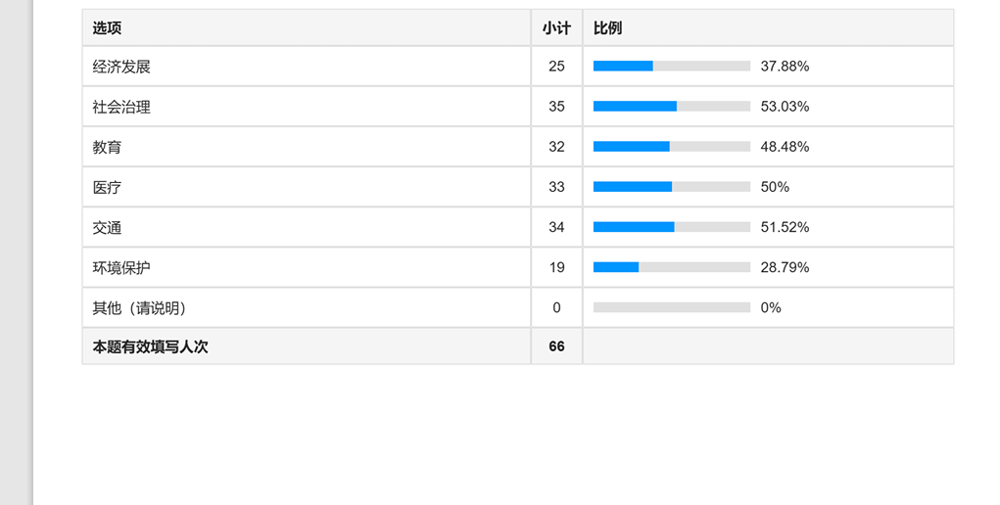 选项 小计 比例
经济发展 25 37.88%
社会治理 35 53.03%
教育 32 48.48%
医疗 33 50%
交通 34 51.52%
环境保护 19 28.79%
其他（请说明） 0 0%
本题有效填写人次 66